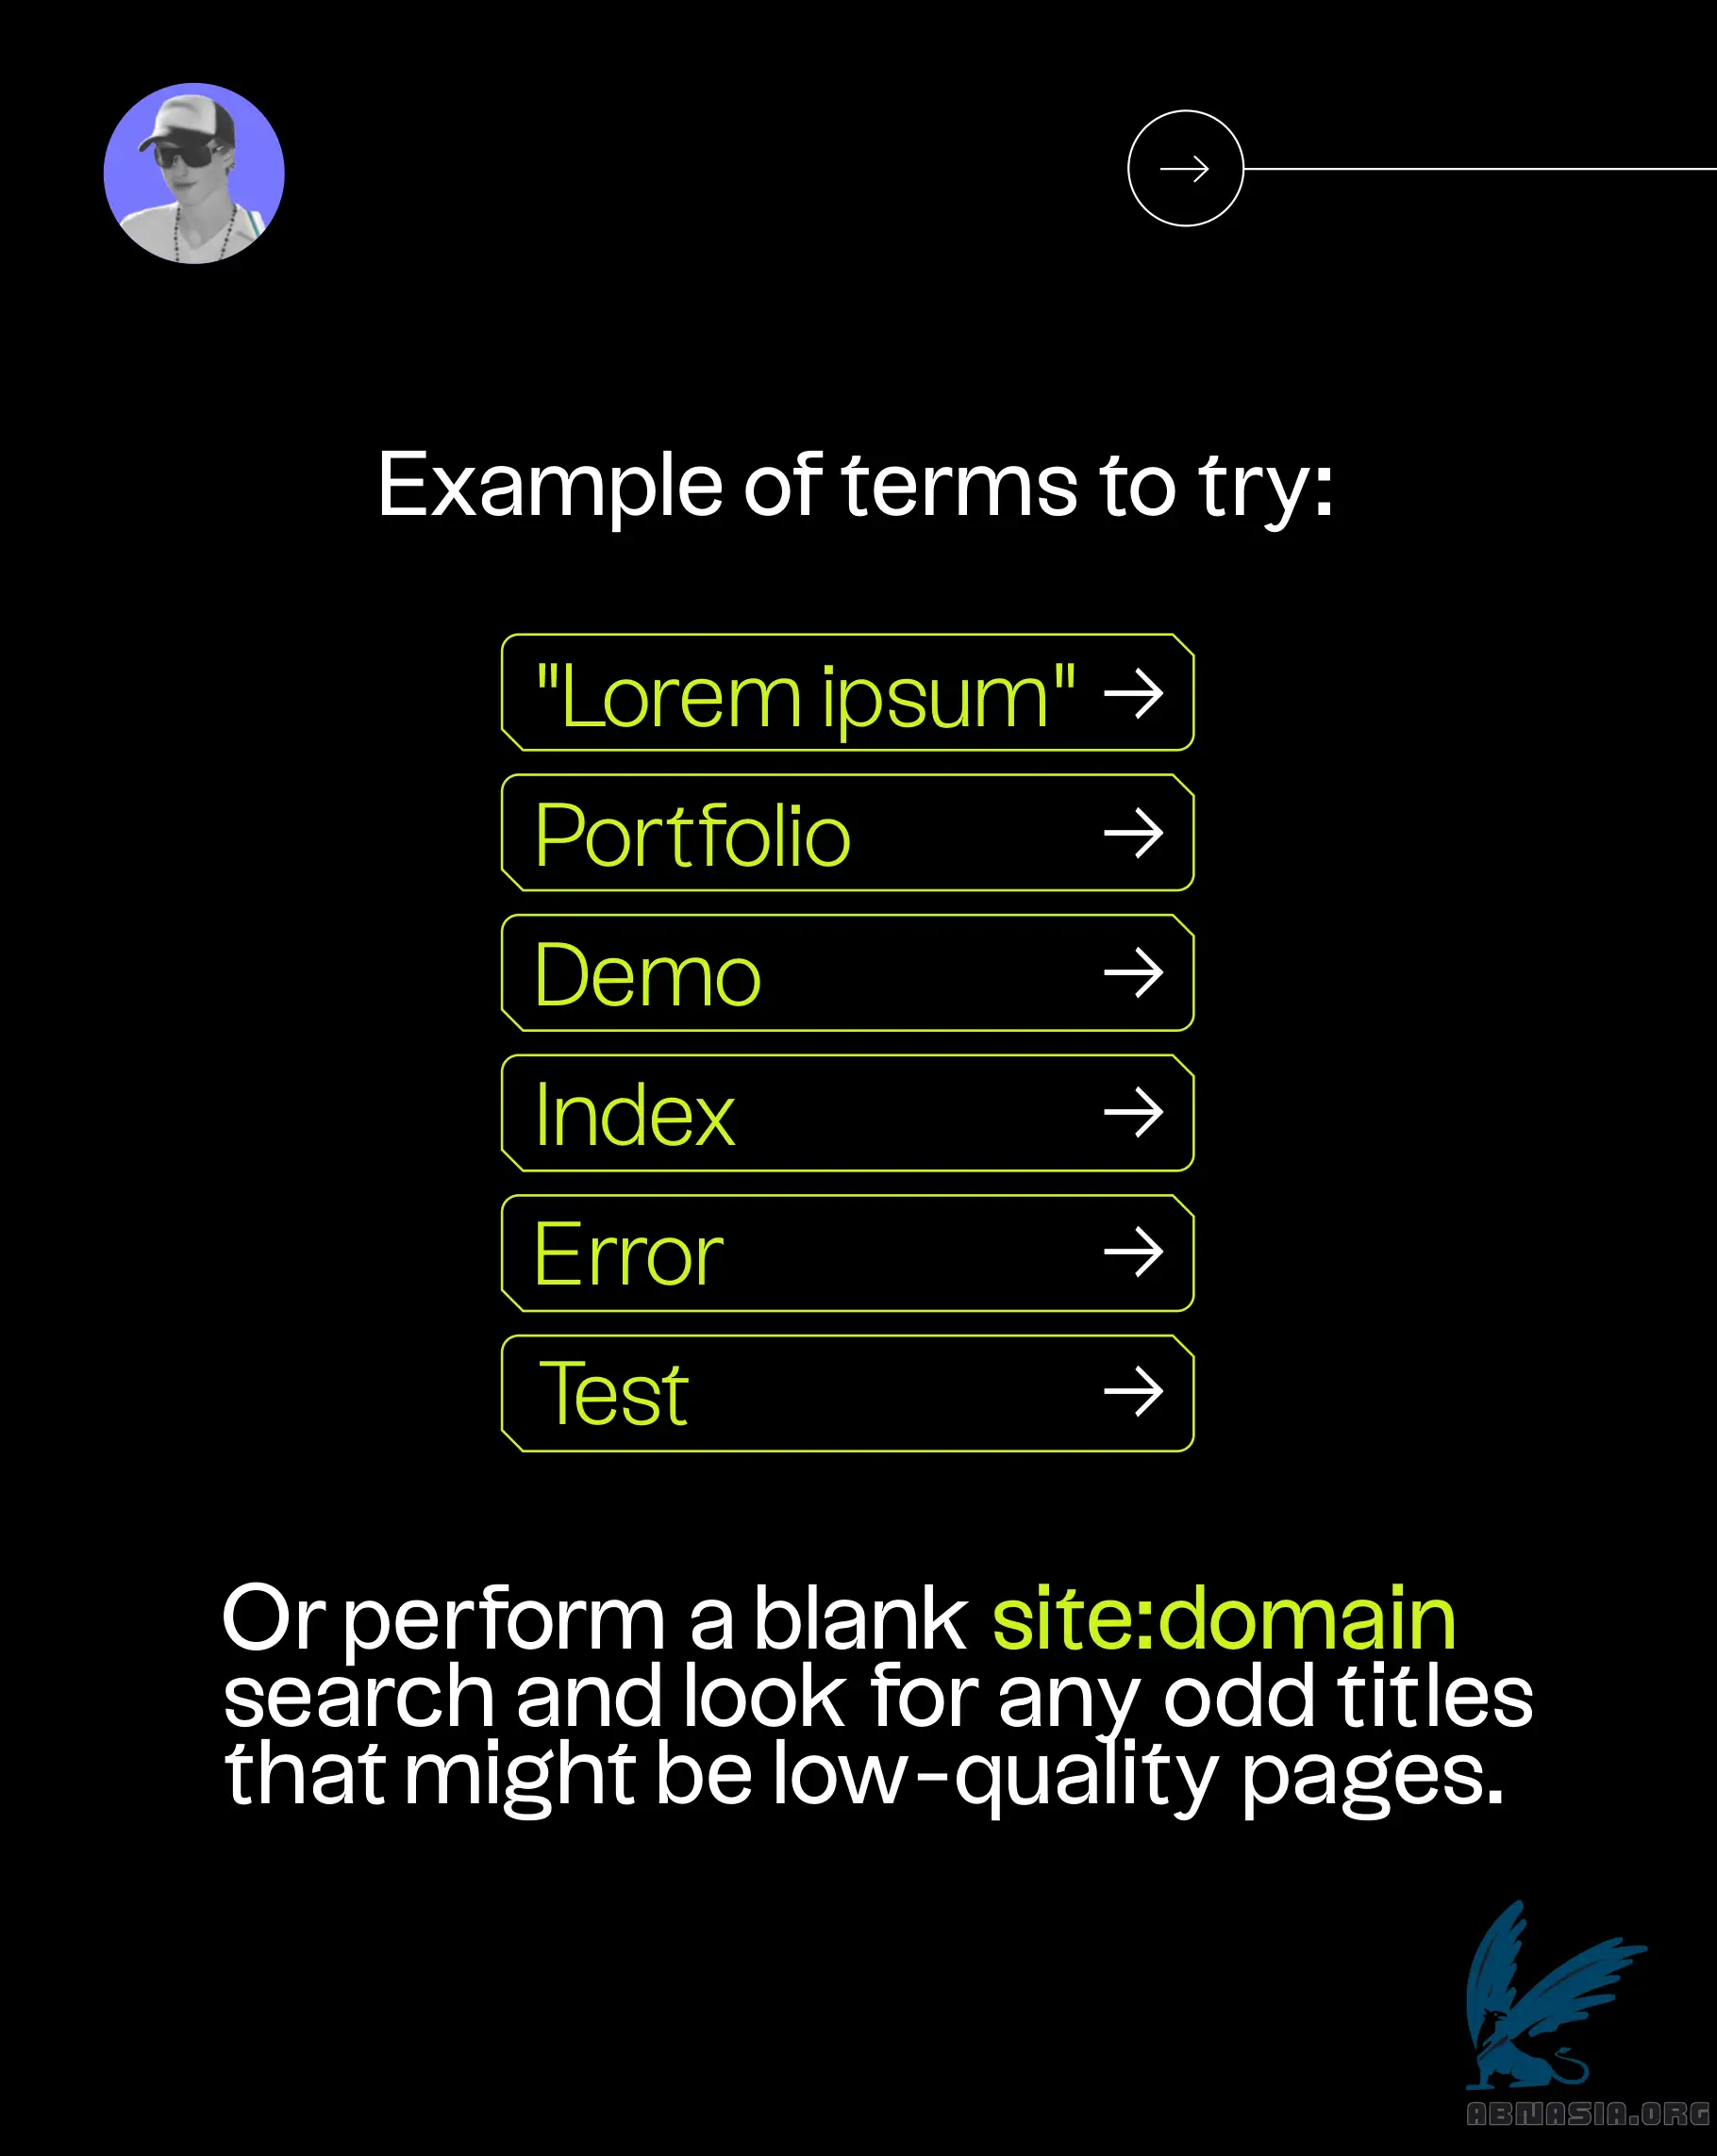 Example of terms to try:
"Lorem ipsum"
Portfolio
Demo
Index
Error
Test
Or perform a blank site:domain
search and look for any odd titles
that might be low-quality pages.
ABNASIA.ORG